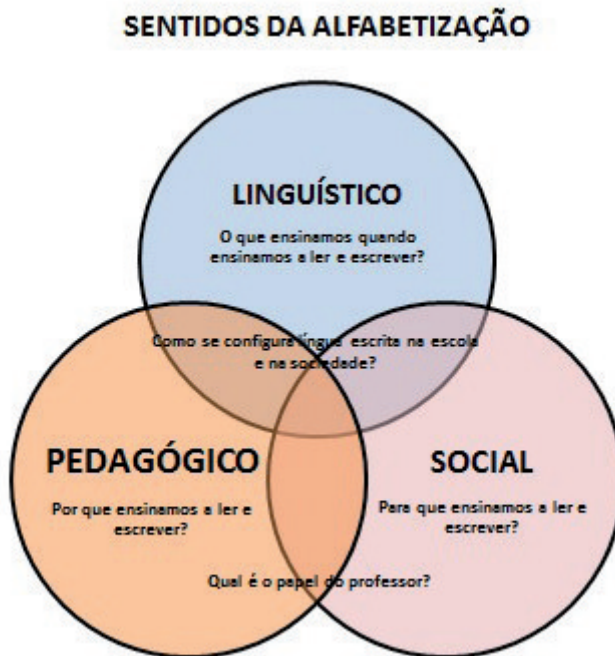 SENTIDOS DA ALFABETIZAÇÃO
LINGUÍSTICO
O que ensinamos quando
ensinamos a ler e escrever?
Como se configura língua escrita na escola
e na sociedade?
PEDAGÓGICO
Por que ensinamos a ler e
escrever?
SOCIAL
Para que ensinamos a ler e
escrever?
Qual é o papel do professor?